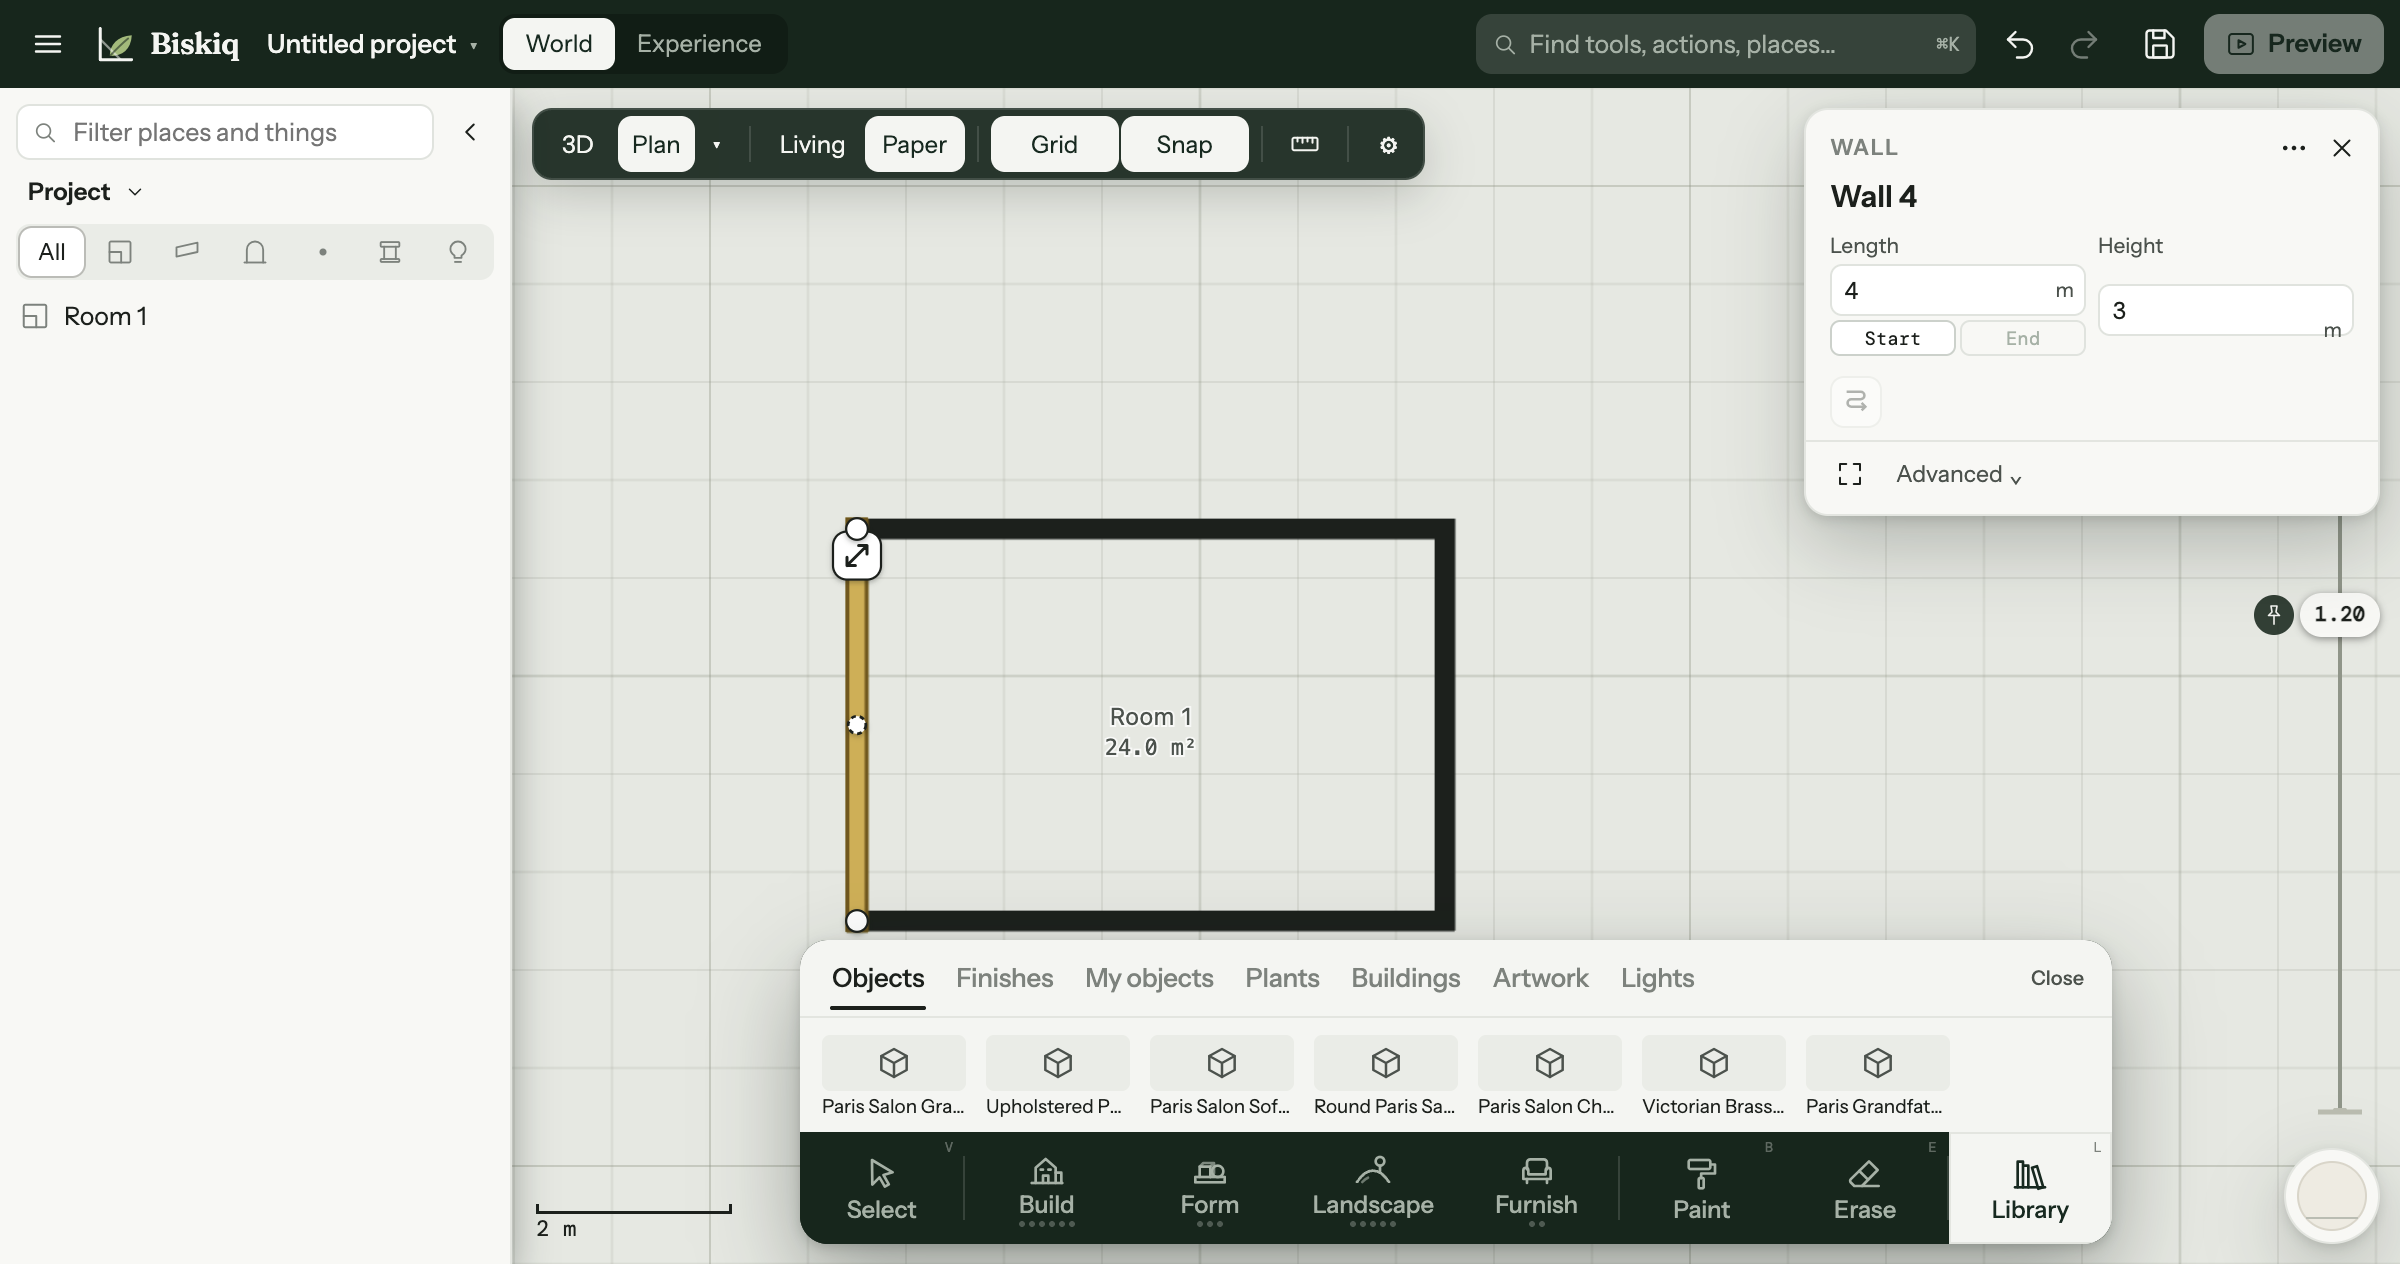 Biskiq
Untitled project
World
Experience
Find tools, actions, places...
⌘K
Preview
Filter places and things
Project
All
Room 1
3D
Plan
Living
Paper
Grid
Snap
WALL
Wall 4
Length
Height
4 m
3 m
Start
End
Advanced
1.20
Room 1
24.0 m²
Objects
Finishes
My objects
Plants
Buildings
Artwork
Lights
Close
Paris Salon Gra...
Upholstered P...
Paris Salon Sof...
Round Paris Sa...
Paris Salon Ch...
Victorian Brass...
Paris Grandfat...
V
Select
Build
Form
Landscape
Furnish
B
Paint
E
Erase
L
Library
2 m